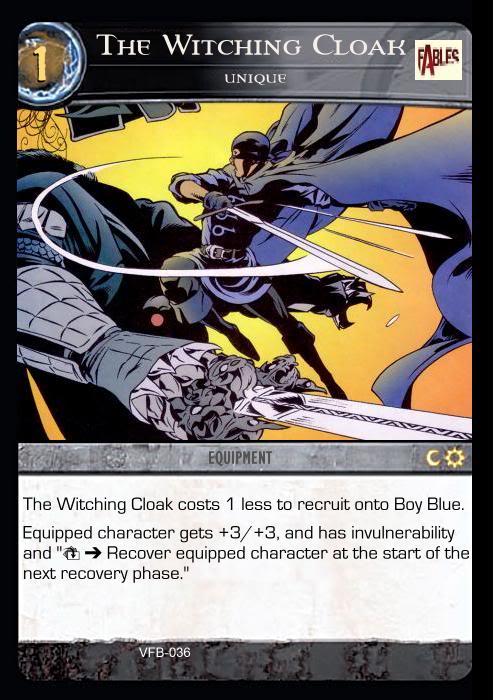 1
THE WITCHING CLOAK
FABLES
UNIQUE
EQUIPMENT
The Witching Cloak costs 1 less to recruit onto Boy Blue.
Equipped character gets +3/+3, and has invulnerability
and " ➔ Recover equipped character at the start of the
next recovery phase."
VFB-036